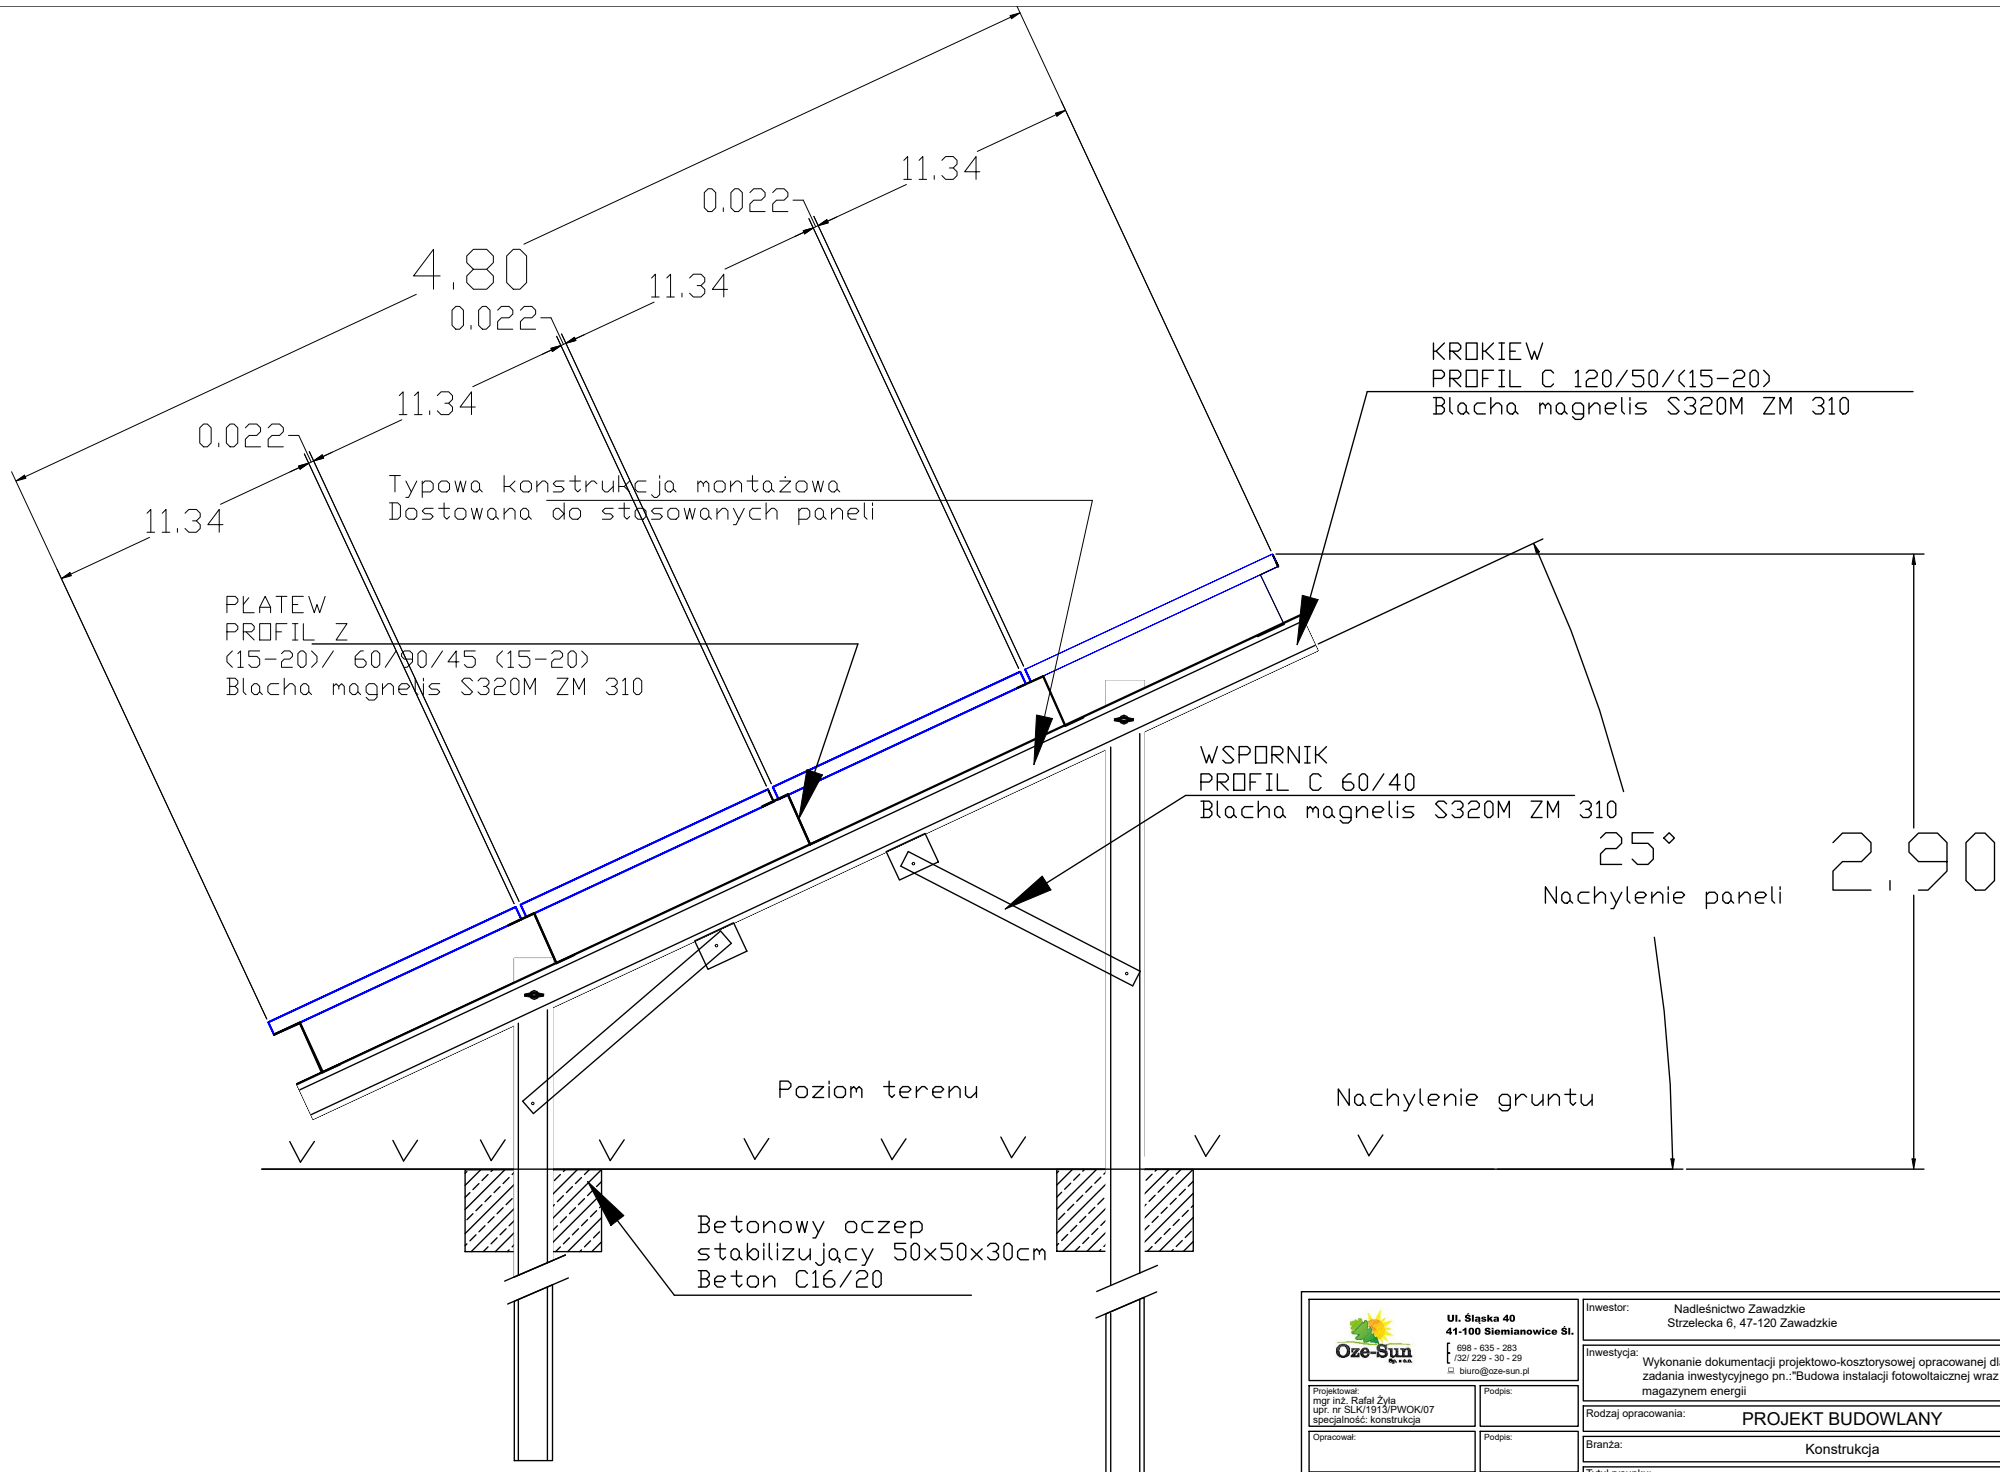 11.34
0.022
4.80
11.34
0.022
11.34
0.022
11.34
KROKIEW
PROFIL C 120/50/(15-20)
Blacha magnelis S320M ZM 310
Typowa konstrukcja montażowa
Dostowana do stosowanych paneli
PŁATEW
PROFIL Z
(15-20)/ 60/90/45 (15-20)
Blacha magnelis S320M ZM 310
WSPORNIK
PROFIL C 60/40
Blacha magnelis S320M ZM 310
25°
Nachylenie paneli
2.90
Poziom terenu
Nachylenie gruntu
Betonowy oczep
stabilizujący 50x50x30cm
Beton C16/20
Oze-Sun
Sp. z o.o.
Ul. Śląska 40
41-100 Siemianowice Śl.
698 - 635 - 283
/32/ 229 - 30 - 29
biuro@oze-sun.pl
Inwestor:
Nadleśnictwo Zawadzkie
Strzelecka 6, 47-120 Zawadzkie
Inwestycja:
Wykonanie dokumentacji projektowo-kosztorysowej opracowanej dl
zadania inwestycyjnego pn.:"Budowa instalacji fotowoltaicznej wraz
magazynem energii
Projektował:
mgr inż. Rafał Żyła
upr. nr SLK/1913/PWOK/07
specjalność: konstrukcja
Podpis:
Rodzaj opracowania:
PROJEKT BUDOWLANY
Opracował:
Podpis:
Branża:
Konstrukcja